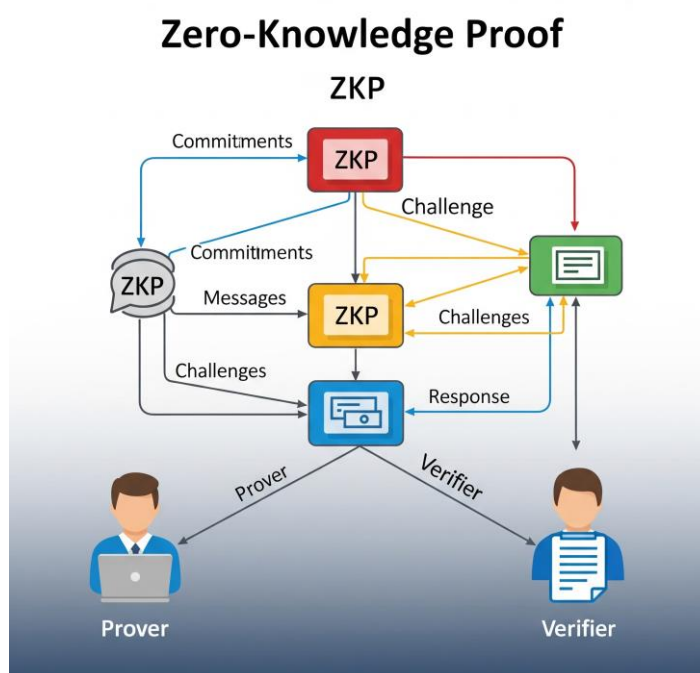 Zero-Knowledge Proof
ZKP
Commitments
ZKP
Challenge
Commitments
ZKP
Messages
ZKP
Challenges
Challenges
Response
Prover
Verifier
Prover
Verifier